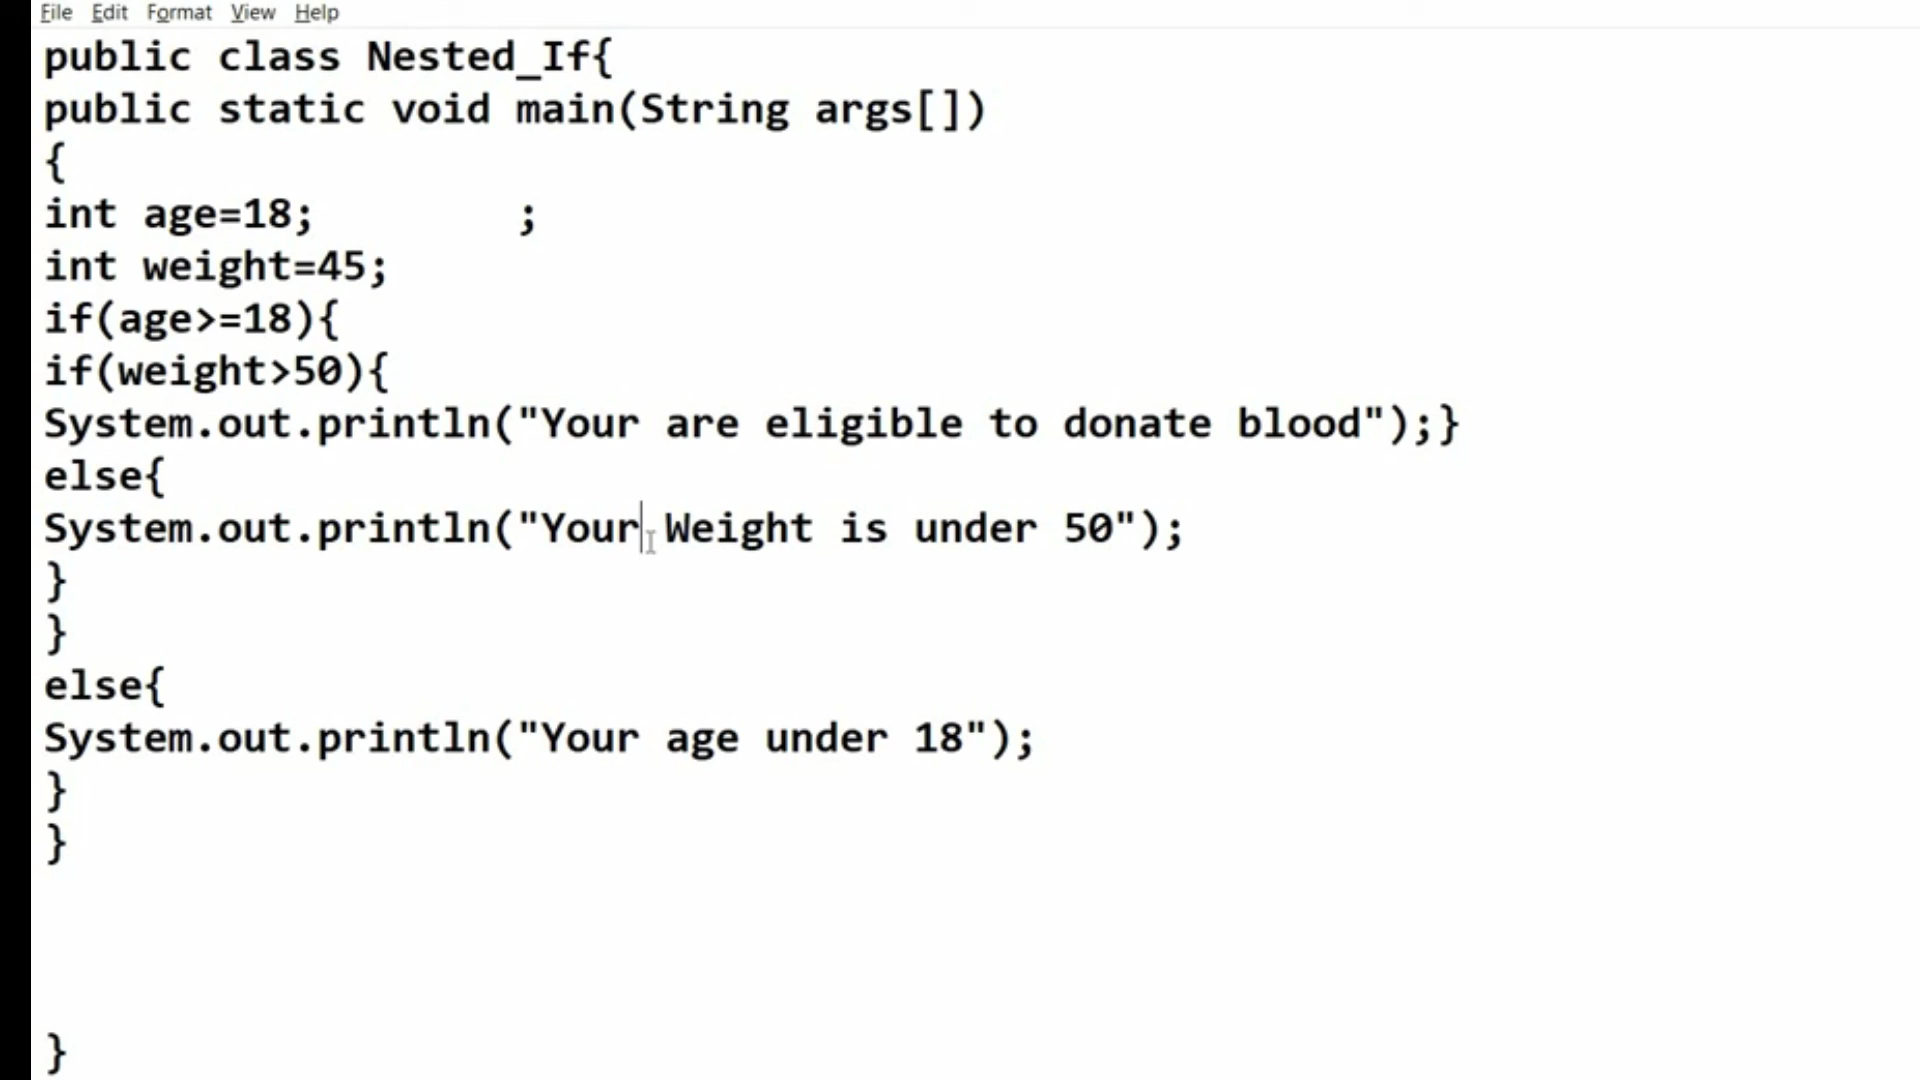 File Edit Format View Help
public class Nested_If{
public static void main(String args[])
{
int age=18;        ;
int weight=45;
if(age>=18){
if(weight>50){
System.out.println("Your are eligible to donate blood");}
else{
System.out.println("Your Weight is under 50");
}
}
else{
System.out.println("Your age under 18");
}
}
}